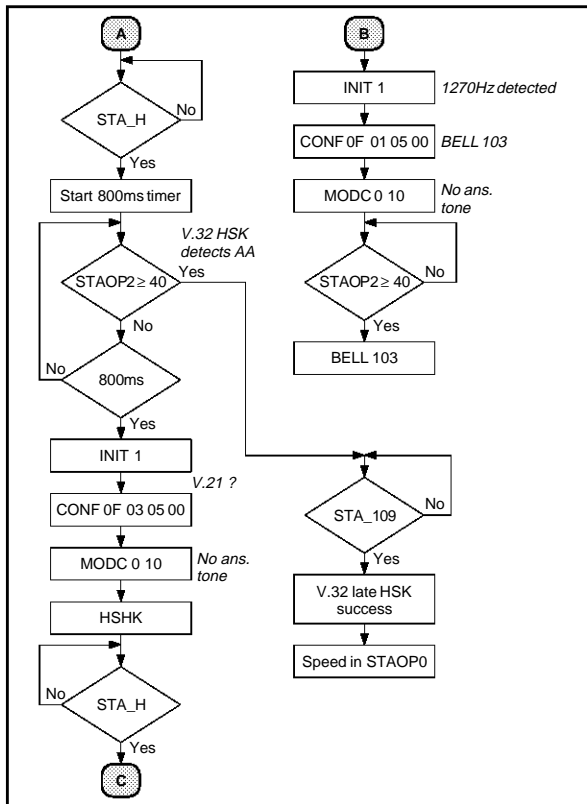 A
STA_H
No
Yes
Start 800ms timer
V.32 HSK
detects AA
STAOP2 ≥ 40
Yes
No
No
800ms
Yes
INIT 1
V.21 ?
CONF 0F 03 05 00
MODC 0 10
No ans.
tone
HSHK
No
STA_H
Yes
C
B
INIT 1
1270Hz detected
CONF 0F 01 05 00
BELL 103
MODC 0 10
No ans.
tone
STAOP2 ≥ 40
No
Yes
BELL 103
STA_109
No
Yes
V.32 late HSK
success
Speed in STAOP0